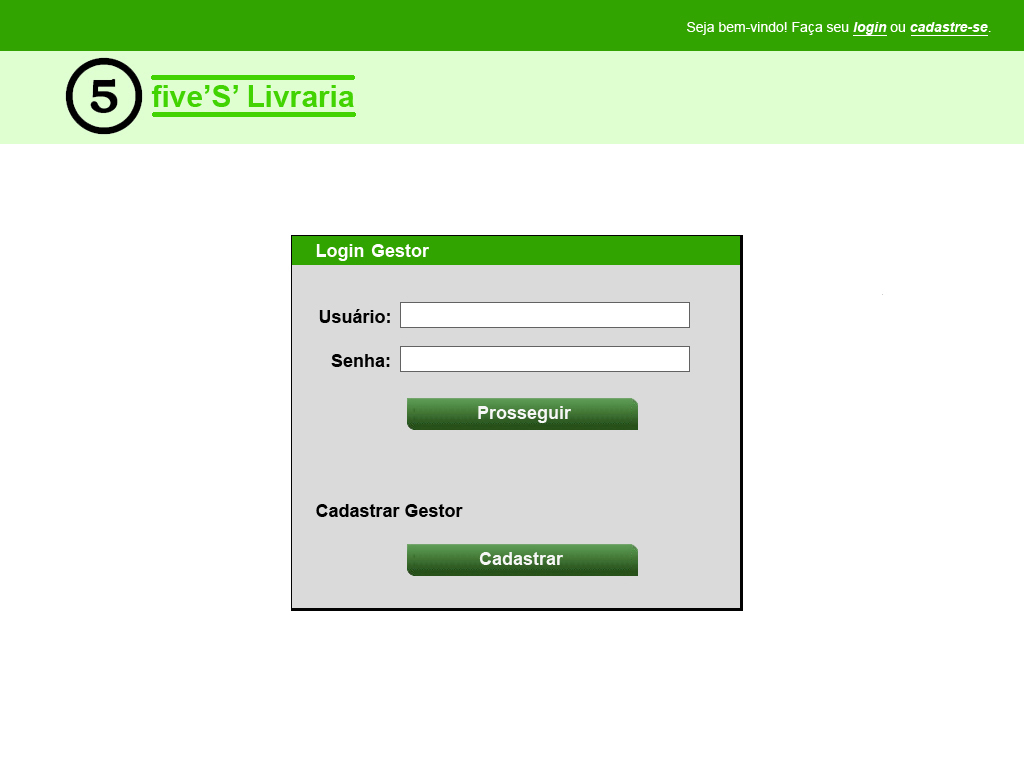 Seja bem-vindo! Faça seu login ou cadastre-se.
5
five’S’ Livraria
Login Gestor
Usuário:
Senha:
Prosseguir
Cadastrar Gestor
Cadastrar